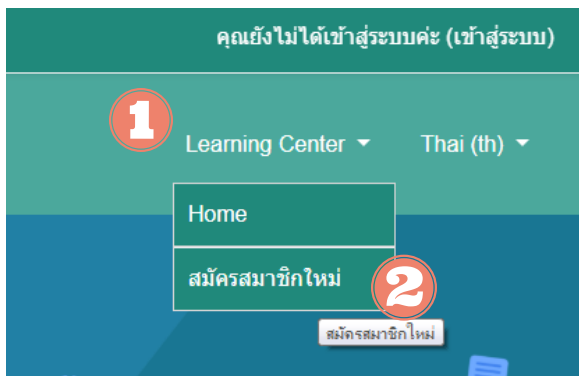 คุณยังไม่ได้เข้าสู่ระบบค่ะ (เข้าสู่ระบบ)
1
Learning Center Thai (th)
Home
สมัครสมาชิกใหม่
2
สมัครสมาชิกใหม่